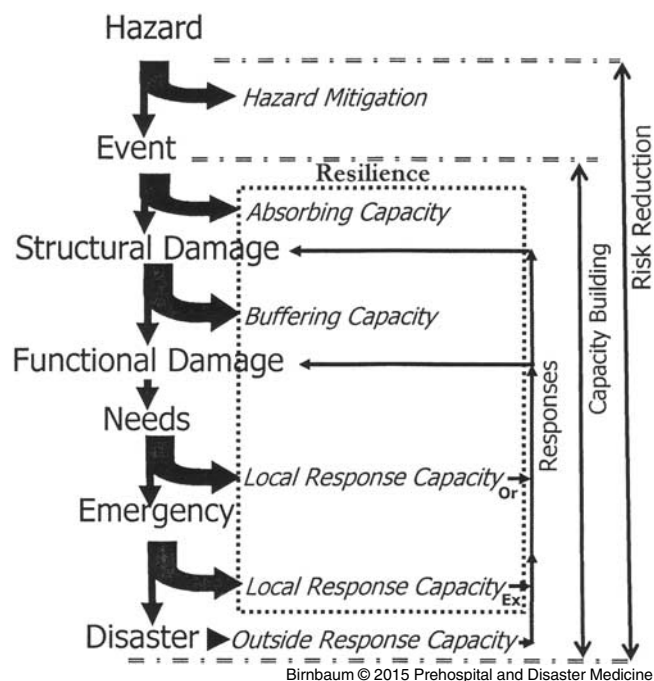 Hazard
Hazard Mitigation
Event
Resilience
Absorbing Capacity
Structural Damage
Buffering Capacity
Functional Damage
Needs
Local Response Capacity
Or
Emergency
Local Response Capacity
Ex
Disaster
Outside Response Capacity
Responses
Capacity Building
Risk Reduction
Birnbaum © 2015 Prehospital and Disaster Medicine